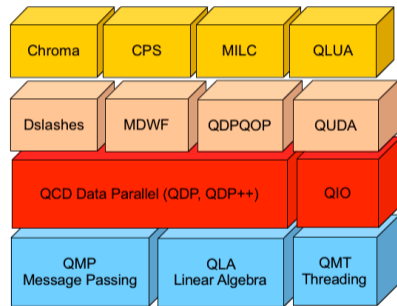 Chroma
CPS
MILC
QLUA
Dslashes
MDWF
QDPQOP
QUDA
QCD Data Parallel (QDP, QDP++)
QIO
QMP
Message Passing
QLA
Linear Algebra
QMT
Threading